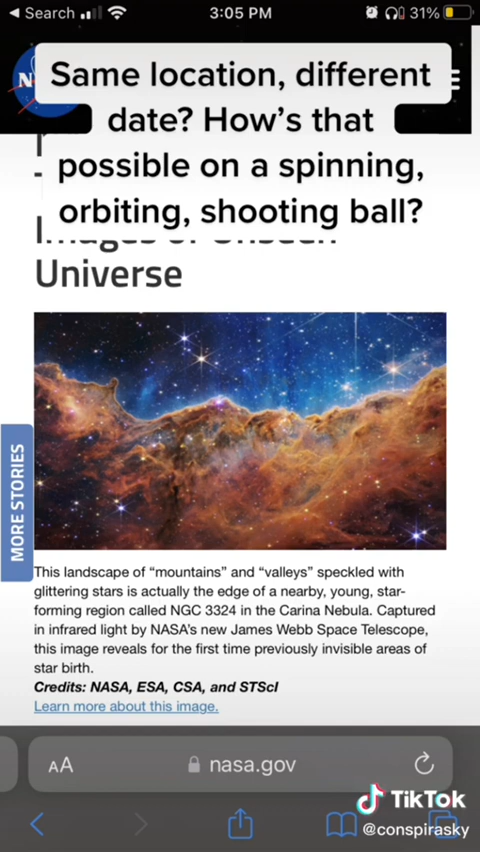 Search
3:05 PM
31%
Same location, different
date? How’s that
possible on a spinning,
orbiting, shooting ball?
Universe
MORE STORIES
This landscape of “mountains” and “valleys” speckled with
glittering stars is actually the edge of a nearby, young, star-
forming region called NGC 3324 in the Carina Nebula. Captured
in infrared light by NASA’s new James Webb Space Telescope,
this image reveals for the first time previously invisible areas of
star birth.
Credits: NASA, ESA, CSA, and STScI
Learn more about this image.
AA
nasa.gov
TikTok
@conspirasky